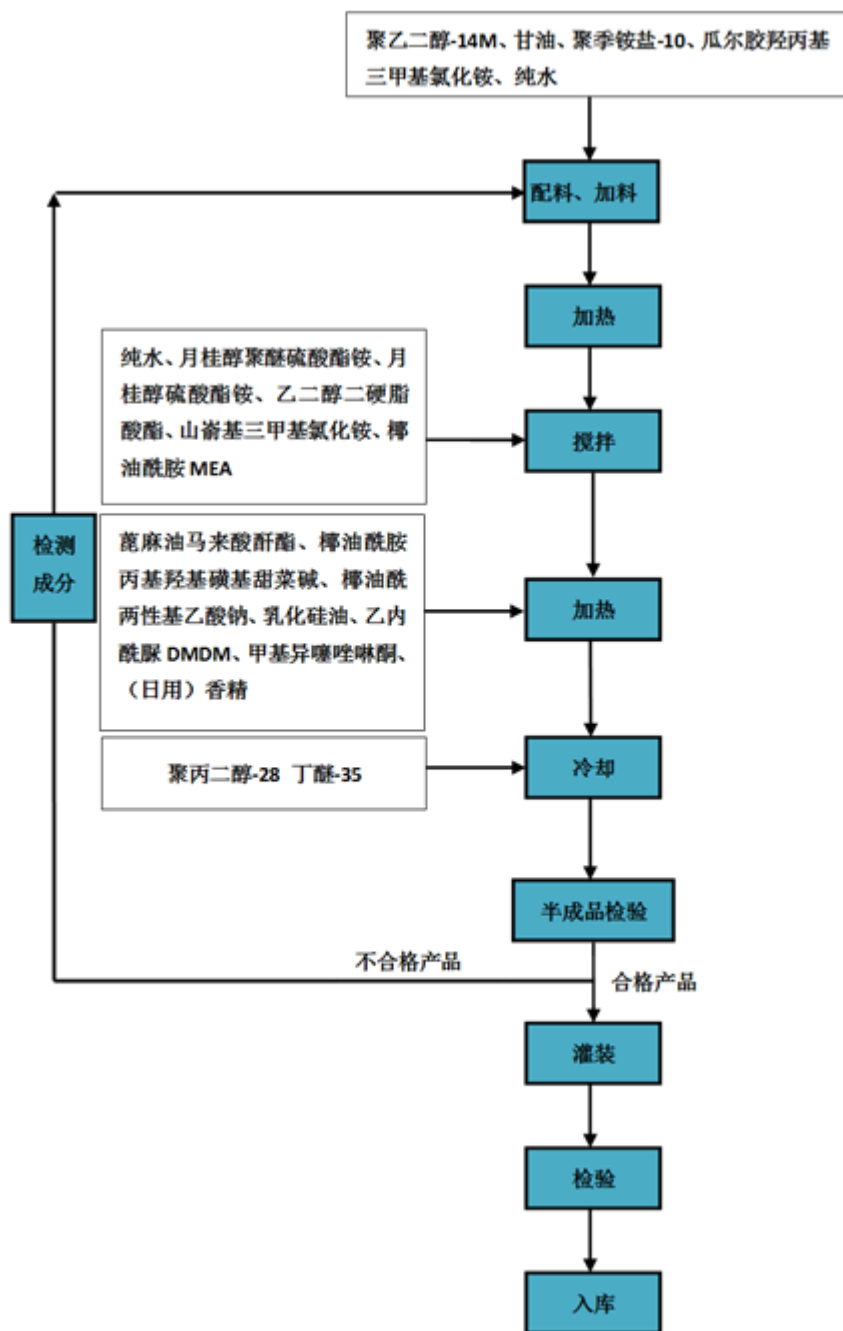 聚乙二醇-14M、甘油、聚季铵盐-10、瓜尔胶羟丙基
三甲基氯化铵、纯水
配料、加料
加热
纯水、月桂醇聚醚硫酸酯铵、月
桂醇硫酸酯铵、乙二醇二硬脂
酸酯、山嵛基三甲基氯化铵、椰
油酰胺 MEA
搅拌
检测
成分
蓖麻油马来酸酐酯、椰油酰胺
丙基羟基磺基甜菜碱、椰油酰
两性基乙酸钠、乳化硅油、乙内
酰脲 DMDM、甲基异噻唑啉酮、
（日用）香精
加热
聚丙二醇-28 丁醚-35
冷却
半成品检验
不合格产品
合格产品
灌装
检验
入库